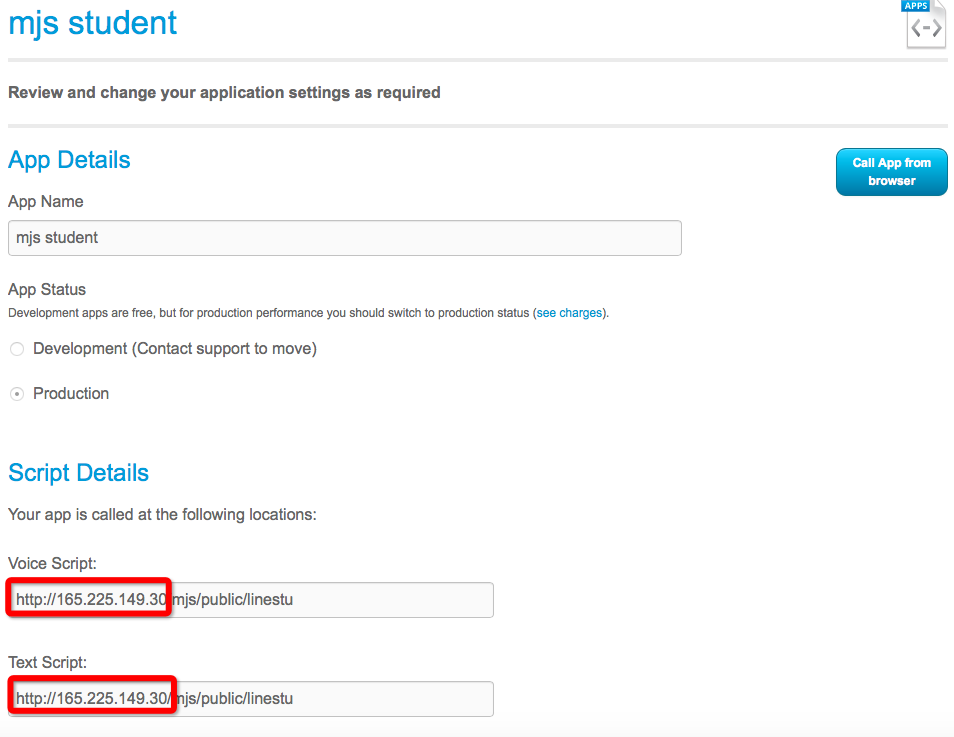 mjs student
APPS
Review and change your application settings as required
App Details
Call App from
browser
App Name
mjs student
App Status
Development apps are free, but for production performance you should switch to production status (see charges).
Development (Contact support to move)
Production
Script Details
Your app is called at the following locations:
Voice Script:
http://165.225.149.30/mjs/public/linestu
Text Script:
http://165.225.149.30/mjs/public/linestu